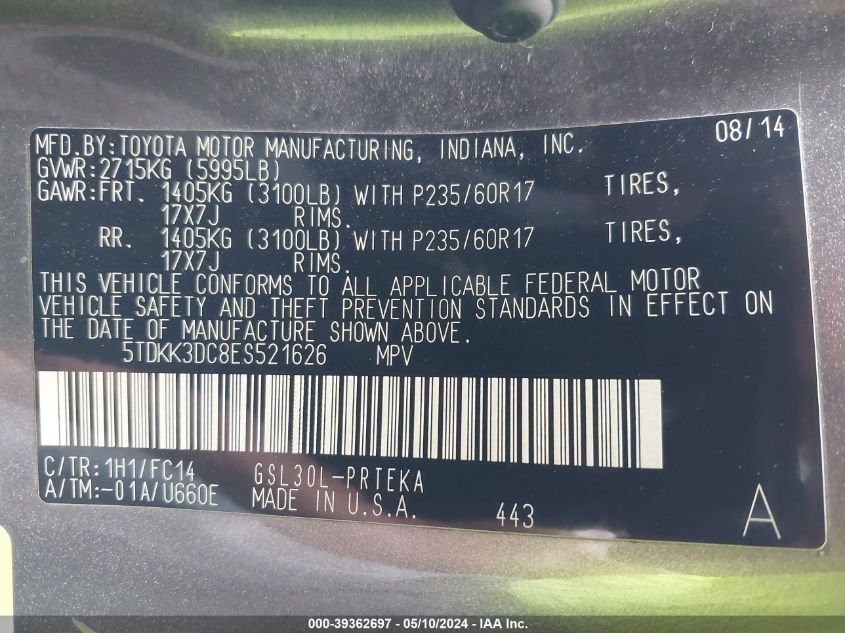 MFD.BY:TOYOTA MOTOR MANUFACTURING, INDIANA, INC. 08/14
GVWR:2715KG (5995LB)
GAWR:FRT. 1405KG (3100LB) WITH P235/60R17 TIRES,
17X7J RIMS.
RR. 1405KG (3100LB) WITH P235/60R17 TIRES,
17X7J RIMS.
THIS VEHICLE CONFORMS TO ALL APPLICABLE FEDERAL MOTOR
VEHICLE SAFETY AND THEFT PREVENTION STANDARDS IN EFFECT ON
THE DATE OF MANUFACTURE SHOWN ABOVE.
5TDKK3DC8ES521626 MPV
C/TR:1H1/FC14 GSL30L-PRTEKA
A/TM:-01A/U660E MADE IN U.S.A. 443 A
000-39362697 - 05/10/2024 - IAA Inc.